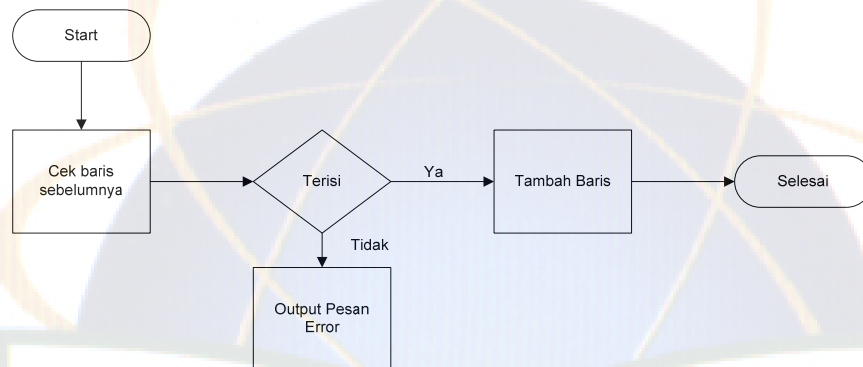 Start
Cek baris
sebelumnya
Terisi
Ya
Tambah Baris
Selesai
Tidak
Output Pesan
Error